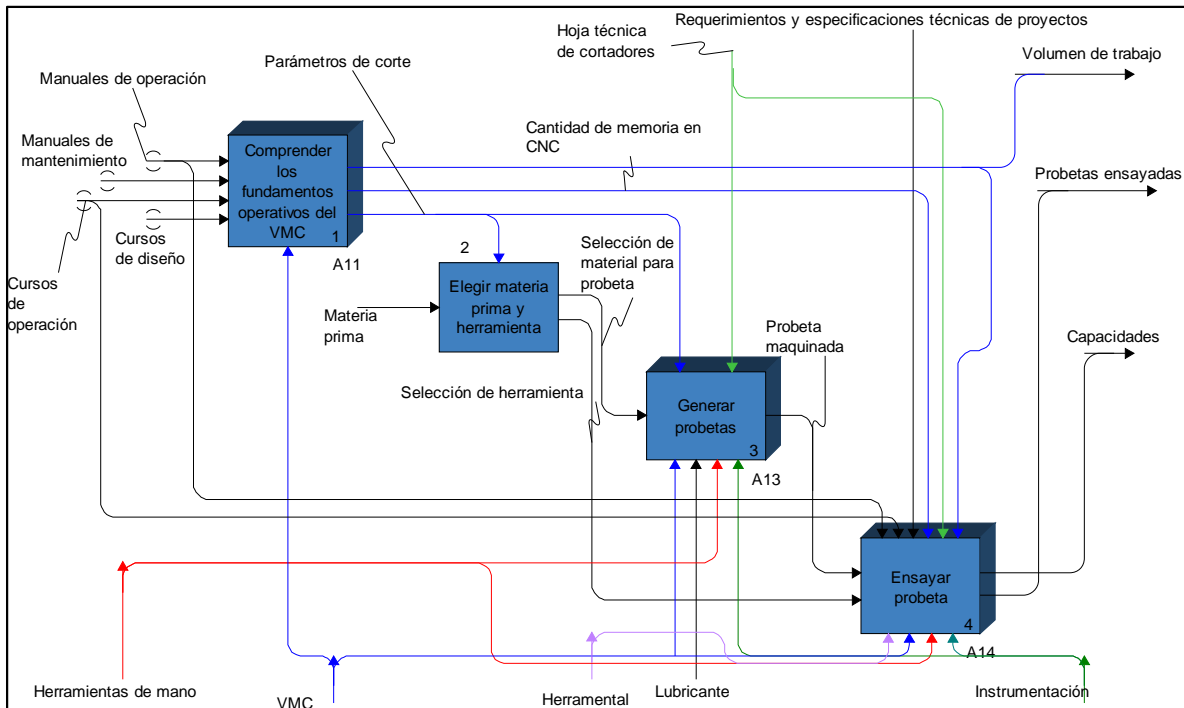 Requerimientos y especificaciones técnicas de proyectos
Hoja técnica
de cortadores
Volumen de trabajo
Parámetros de corte
Manuales de operación
Cantidad de memoria en
CNC
Manuales de
mantenimiento
Comprender
los
fundamentos
operativos del
VMC
1
A11
Probetas ensayadas
Cursos
de diseño
Cursos
de
operación
2
Elegir materia
prima y
herramienta
Selección de
material para
probeta
Materia
prima
Probeta
maquinada
Capacidades
Selección de herramienta
Generar
probetas
3
A13
Ensayar
probeta
4
A14
Herramientas de mano
VMC
Herramental
Lubricante
Instrumentación